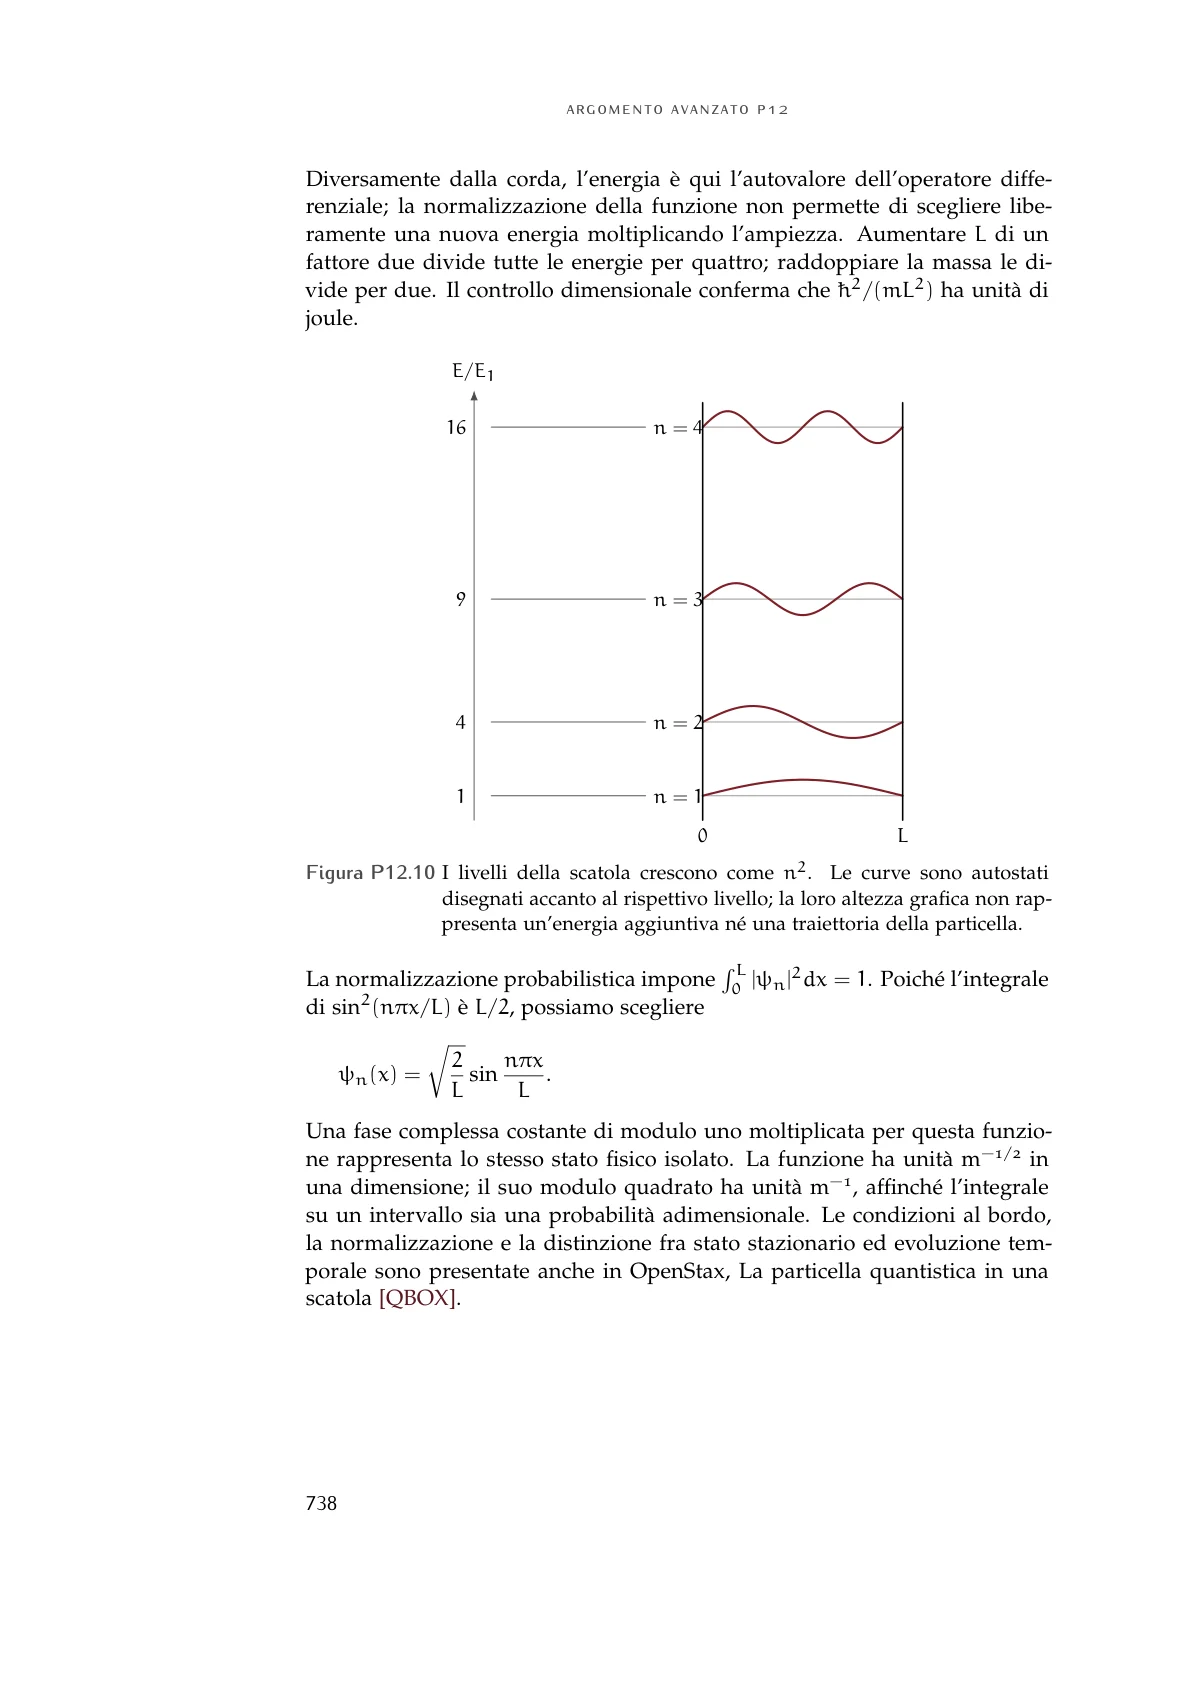 ARGOMENTO AVANZATO P12
Diversamente dalla corda, l'energia è qui l'autovalore dell'operatore diffe-
renziale; la normalizzazione della funzione non permette di scegliere libe-
ramente una nuova energia moltiplicando l'ampiezza. Aumentare L di un
fattore due divide tutte le energie per quattro; raddoppiare la massa le di-
vide per due. Il controllo dimensionale conferma che ħ²/(mL²) ha unità di
joule.
E/E₁
16 n = 4
9 n = 3
4 n = 2
1 n = 1
0 L
Figura P12.10 I livelli della scatola crescono come n². Le curve sono autostati
disegnati accanto al rispettivo livello; la loro altezza grafica non rap-
presenta un'energia aggiuntiva né una traiettoria della particella.
La normalizzazione probabilistica impone ∫₀ᴸ |ψₙ|²dx = 1. Poiché l'integrale
di sin²(nπx/L) è L/2, possiamo scegliere
ψₙ(x) = √(2/L) sin nπx/L.
Una fase complessa costante di modulo uno moltiplicata per questa funzio-
ne rappresenta lo stesso stato fisico isolato. La funzione ha unità m⁻¹/² in
una dimensione; il suo modulo quadrato ha unità m⁻¹, affinché l'integrale
su un intervallo sia una probabilità adimensionale. Le condizioni al bordo,
la normalizzazione e la distinzione fra stato stazionario ed evoluzione tem-
porale sono presentate anche in OpenStax, La particella quantistica in una
scatola [QBOX].
738